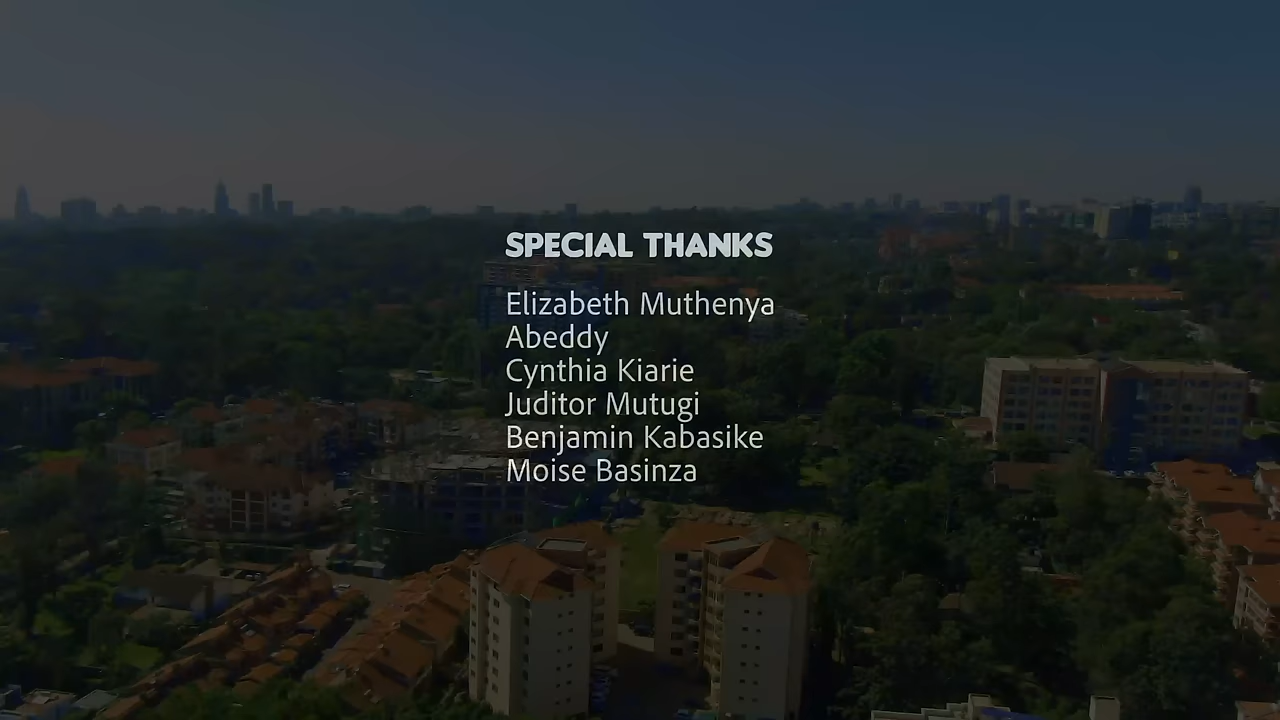 SPECIAL THANKS
Elizabeth Muthenya
Abeddy
Cynthia Kiarie
Juditor Mutugi
Benjamin Kabasike
Moise Basinza